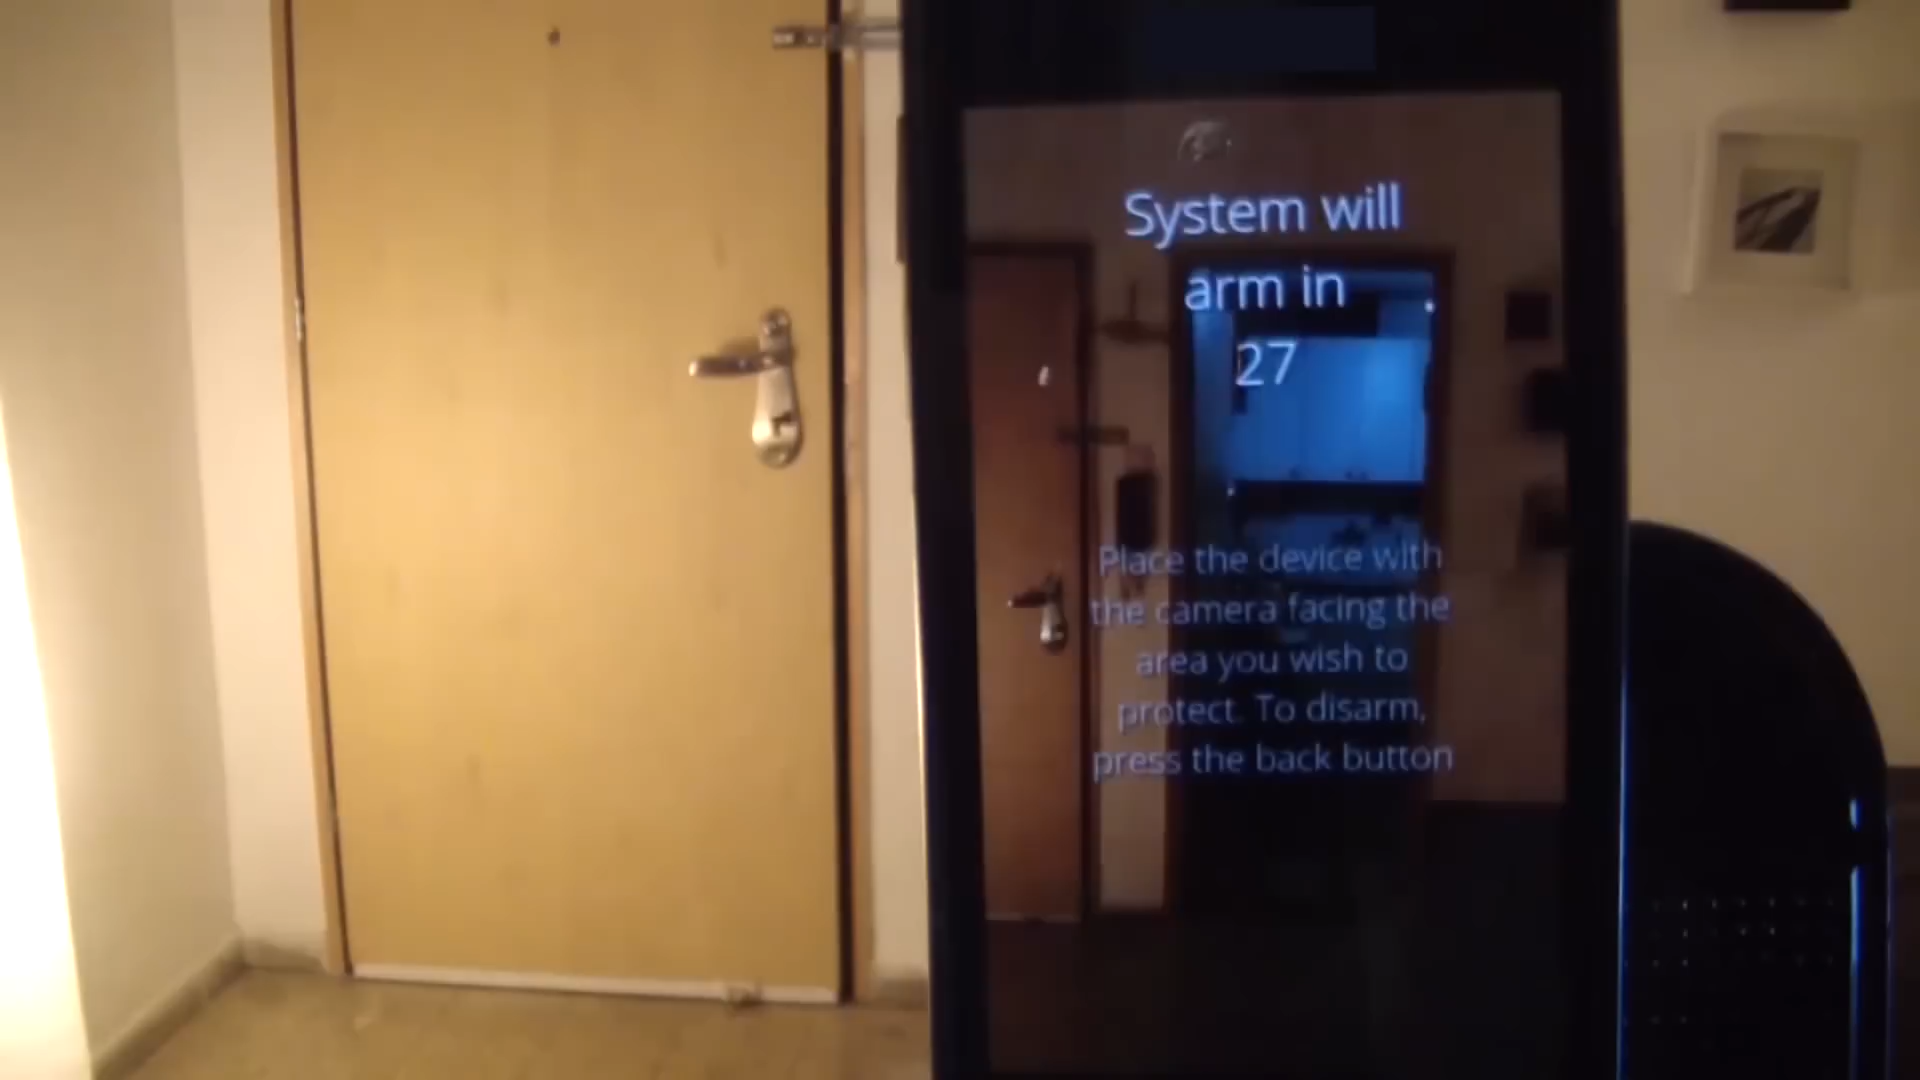 System will
arm in
27
Place the device with
the camera facing the
area you wish to
protect. To disarm,
press the back button